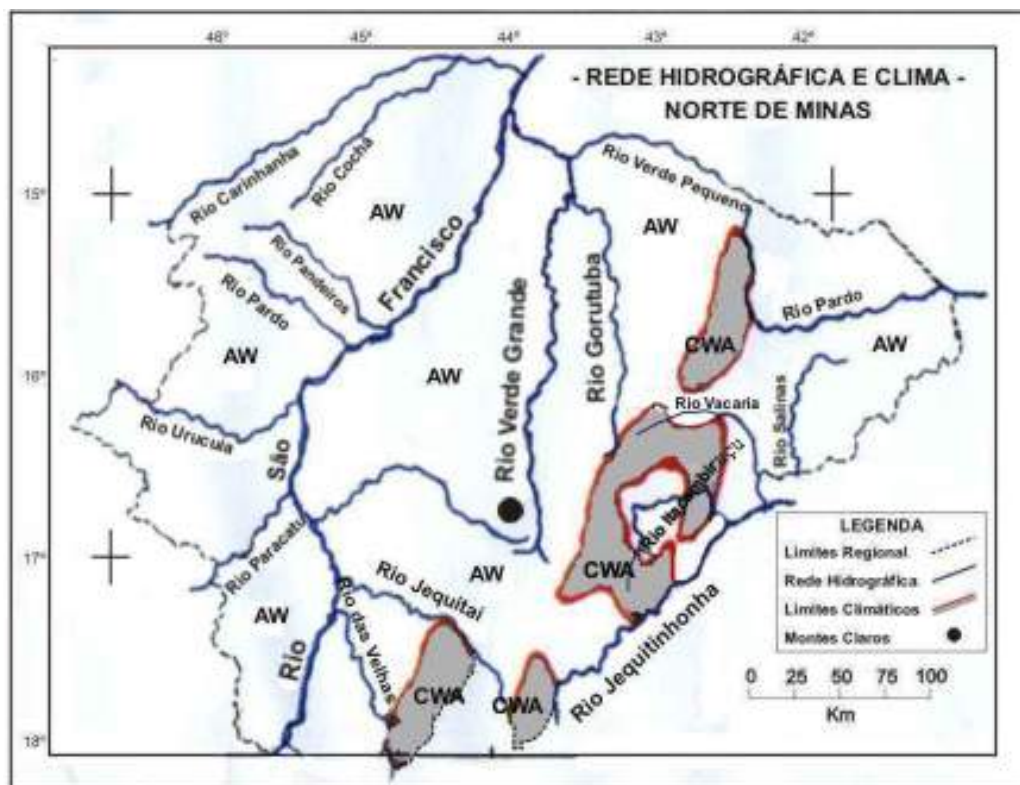 46° 45° 44° 43° 42°
- REDE HIDROGRÁFICA E CLIMA -
NORTE DE MINAS
15°
16°
17°
18°
Rio Carinhanha
Rio Cochá
Rio Verde Pequeno
AW
AW
Rio Pandeiros
Francisco
Rio Pardo
Rio Gorutuba
Rio Verde Grande
Rio Pardo
AW
AW
CWA
AW
Rio Vacaria
Rio Urucuia
São
Rio Salinas
Rio Itacambiruçu
Rio Paracatu
AW
CWA
Rio Jequitaí
AW
Rio
Rio das Velhas
Rio Jequitinhonha
CWA
CWA
LEGENDA
Limites Regional
Rede Hidrográfica
Limites Climáticos
Montes Claros
0 25 50 75 100
Km